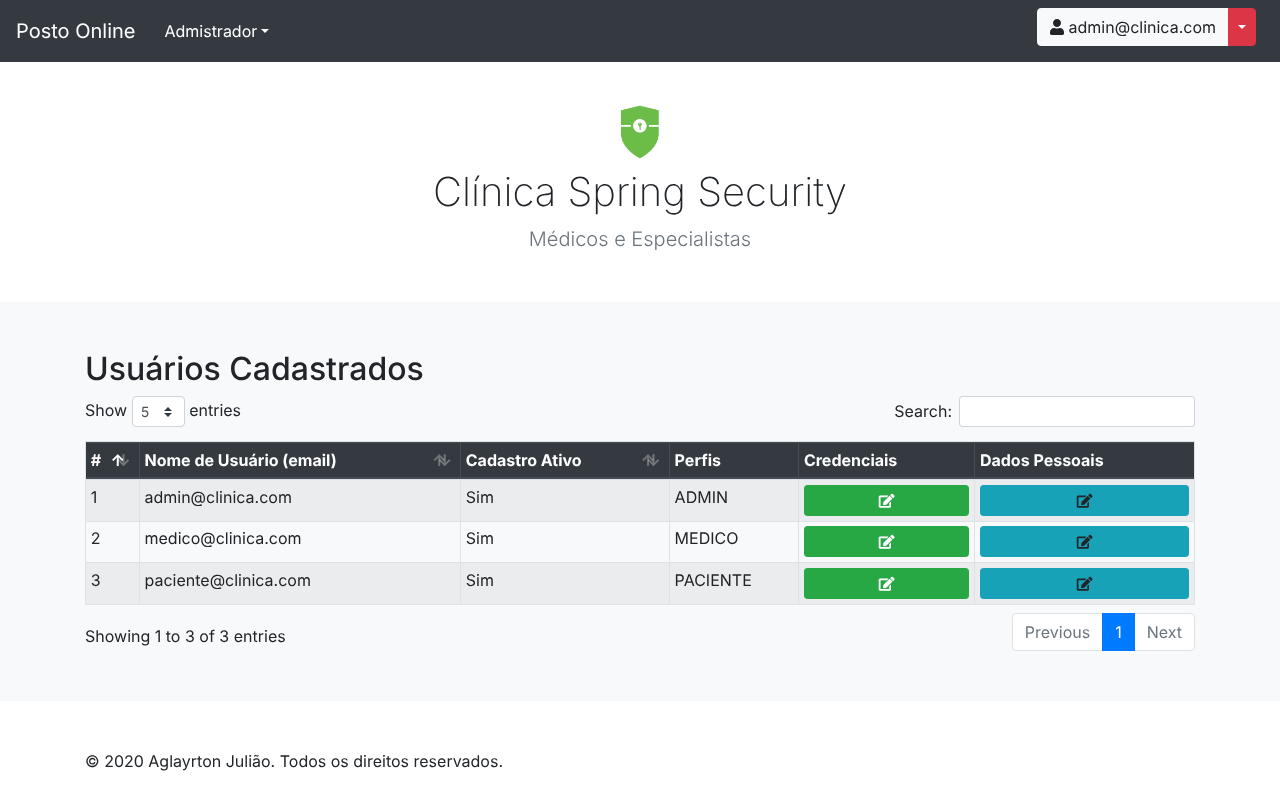 Posto Online Admistrador admin@clinica.com
Clínica Spring Security
Médicos e Especialistas
Usuários Cadastrados
Show 5 entries Search:
# Nome de Usuário (email) Cadastro Ativo Perfis Credenciais Dados Pessoais
1 admin@clinica.com Sim ADMIN
2 medico@clinica.com Sim MEDICO
3 paciente@clinica.com Sim PACIENTE
Showing 1 to 3 of 3 entries Previous 1 Next
© 2020 Aglayrton Julião. Todos os direitos reservados.